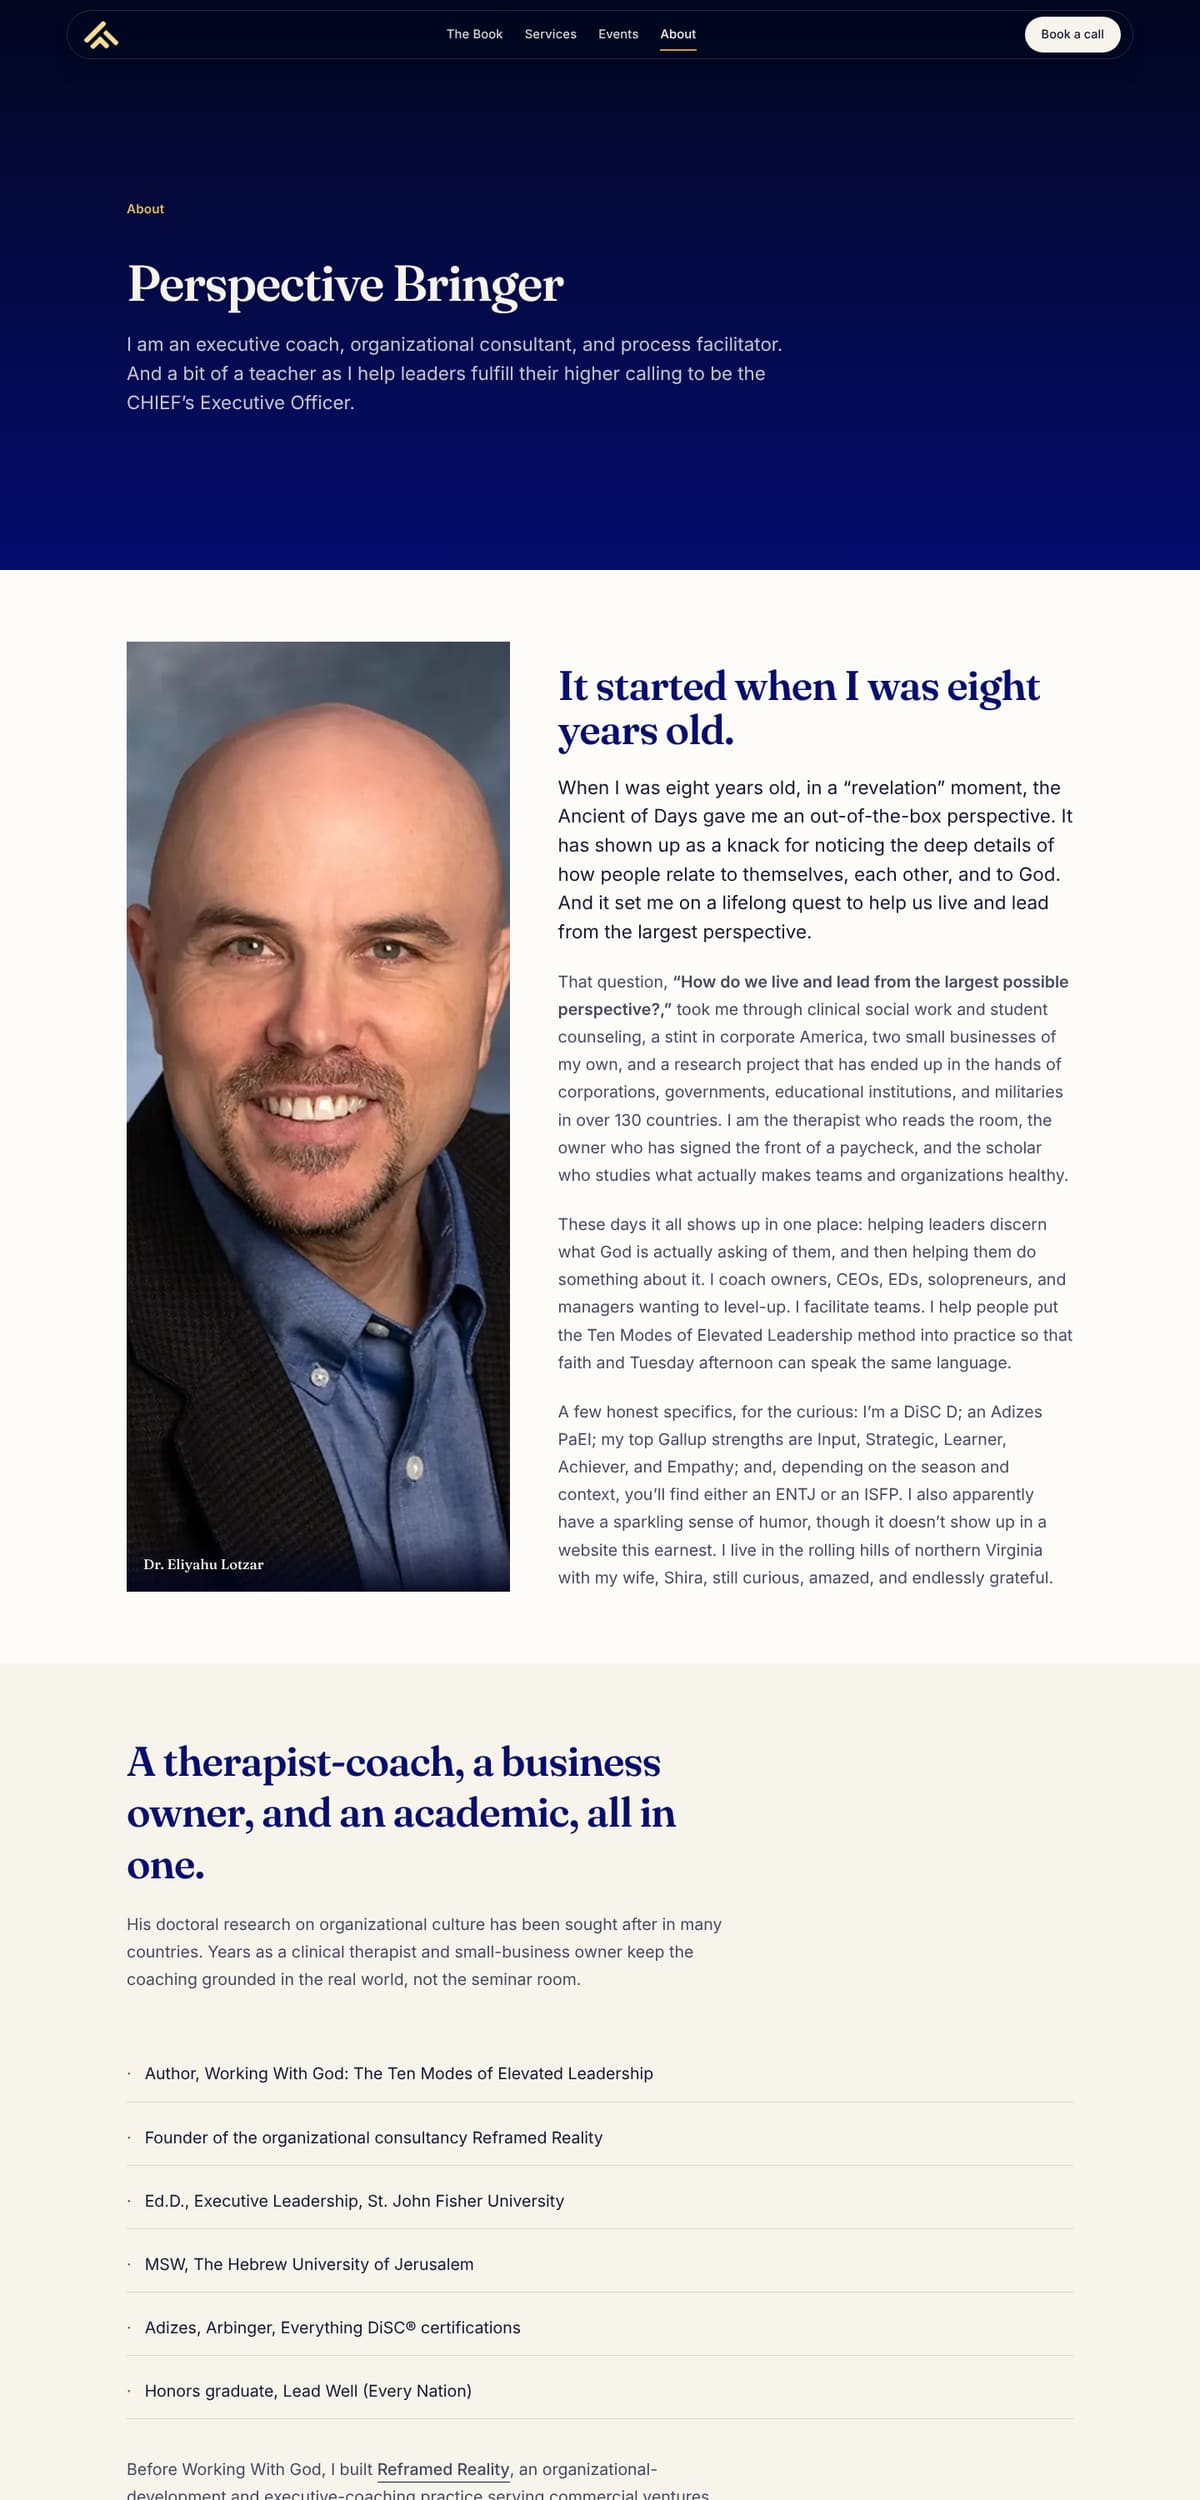 The Book Services Events About Book a call
About
Perspective Bringer
I am an executive coach, organizational consultant, and process facilitator.
And a bit of a teacher as I help leaders fulfill their higher calling to be the
CHIEF’s Executive Officer.
It started when I was eight
years old.
When I was eight years old, in a “revelation” moment, the
Ancient of Days gave me an out-of-the-box perspective. It
has shown up as a knack for noticing the deep details of
how people relate to themselves, each other, and to God.
And it set me on a lifelong quest to help us live and lead
from the largest perspective.
That question, “How do we live and lead from the largest possible
perspective?,” took me through clinical social work and student
counseling, a stint in corporate America, two small businesses of
my own, and a research project that has ended up in the hands of
corporations, governments, educational institutions, and militaries
in over 130 countries. I am the therapist who reads the room, the
owner who has signed the front of a paycheck, and the scholar
who studies what actually makes teams and organizations healthy.
These days it all shows up in one place: helping leaders discern
what God is actually asking of them, and then helping them do
something about it. I coach owners, CEOs, EDs, solopreneurs, and
managers wanting to level-up. I facilitate teams. I help people put
the Ten Modes of Elevated Leadership method into practice so that
faith and Tuesday afternoon can speak the same language.
A few honest specifics, for the curious: I’m a DiSC D; an Adizes
PaEI; my top Gallup strengths are Input, Strategic, Learner,
Achiever, and Empathy; and, depending on the season and
context, you’ll find either an ENTJ or an ISFP. I also apparently
have a sparkling sense of humor, though it doesn’t show up in a
website this earnest. I live in the rolling hills of northern Virginia
with my wife, Shira, still curious, amazed, and endlessly grateful.
Dr. Eliyahu Lotzar
A therapist-coach, a business
owner, and an academic, all in
one.
His doctoral research on organizational culture has been sought after in many
countries. Years as a clinical therapist and small-business owner keep the
coaching grounded in the real world, not the seminar room.
· Author, Working With God: The Ten Modes of Elevated Leadership
· Founder of the organizational consultancy Reframed Reality
· Ed.D., Executive Leadership, St. John Fisher University
· MSW, The Hebrew University of Jerusalem
· Adizes, Arbinger, Everything DiSC® certifications
· Honors graduate, Lead Well (Every Nation)
Before Working With God, I built Reframed Reality, an organizational-
development and executive-coaching practice serving commercial ventures,